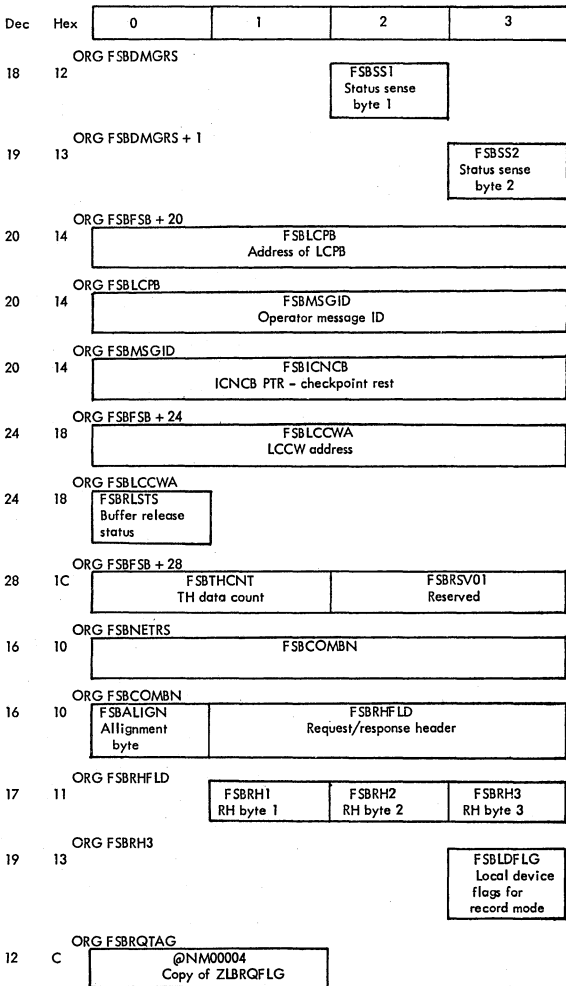 Dec Hex 0 1 2 3
ORG FSBDMGRS
18 12 FSBSS1
Status sense
byte 1
ORG FSBDMGRS + 1
19 13 FSBSS2
Status sense
byte 2
ORG FSBFSB + 20
20 14 FSBLCPB
Address of LCPB
ORG FSBLCPB
20 14 FSBMSGID
Operator message ID
ORG FSBMSGID
20 14 FSBICNCB
ICNCB PTR - checkpoint rest
ORG FSBFSB + 24
24 18 FSBLCCWA
LCCW address
ORG FSBLCCWA
24 18 FSBRLSTS
Buffer release
status
ORG FSBFSB + 28
28 1C FSBTHCNT FSBRSV01
TH data count Reserved
ORG FSBNETRS
16 10 FSBCOMBN
ORG FSBCOMBN
16 10 FSBALIGN FSBRHFLD
Allignment Request/response header
byte
ORG FSBRHFLD
17 11 FSBRH1 FSBRH2 FSBRH3
RH byte 1 RH byte 2 RH byte 3
ORG FSBRH3
19 13 FSBLDFLG
Local device
flags for
record mode
ORG FSBRQTAG
12 C @NM00004
Copy of ZLBRQFLG